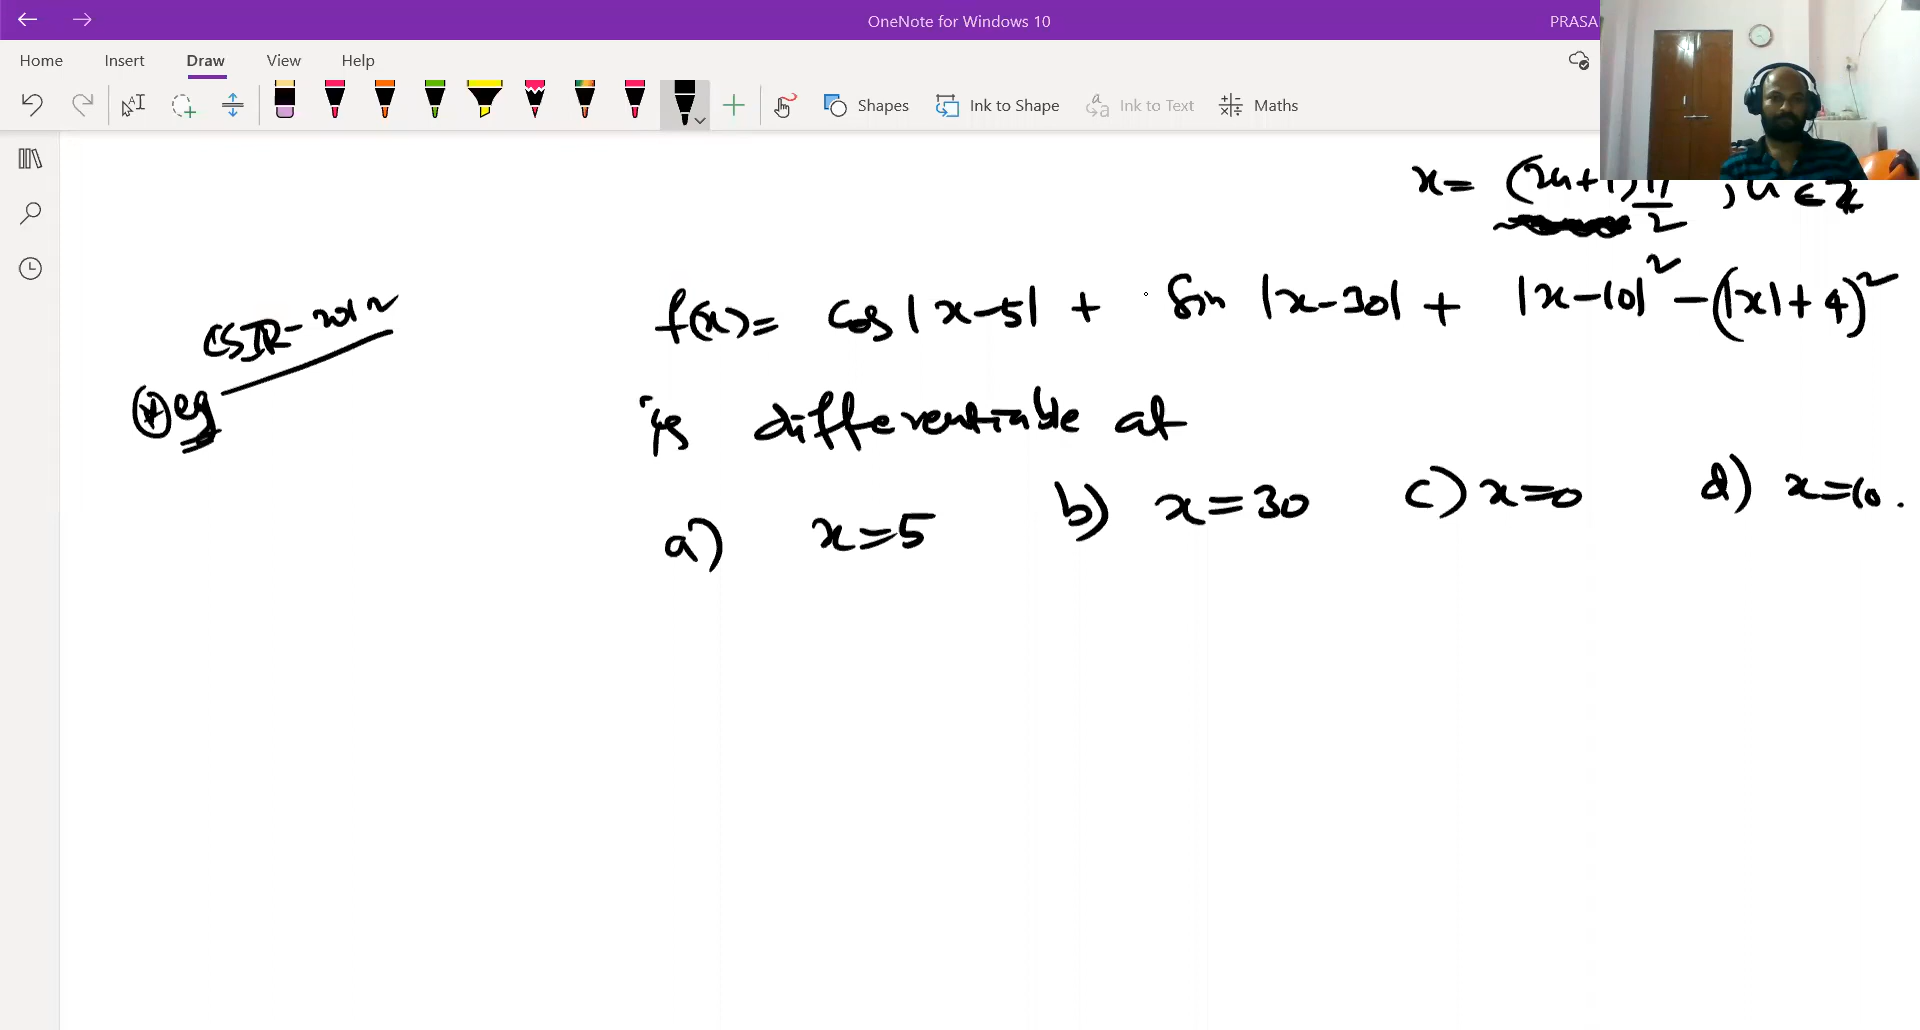 OneNote for Windows 10
PRASA
Home Insert Draw View Help
Shapes Ink to Shape Ink to Text Maths
x = (2n+1)π/2 , n ∈ Z
CSIR-2012
f(x) = cos|x-5| + sin|x-30| + |x-10|² - (|x|+4)²
eg
is differentiable at
a) x=5 b) x=30 c) x=0 d) x=10.